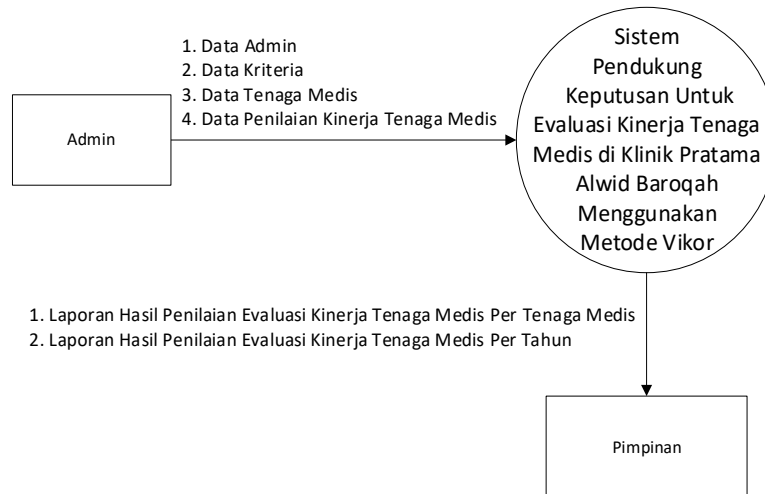 1. Data Admin
2. Data Kriteria
3. Data Tenaga Medis
4. Data Penilaian Kinerja Tenaga Medis
Admin
Sistem
Pendukung
Keputusan Untuk
Evaluasi Kinerja Tenaga
Medis di Klinik Pratama
Alwid Baroqah
Menggunakan
Metode Vikor
1. Laporan Hasil Penilaian Evaluasi Kinerja Tenaga Medis Per Tenaga Medis
2. Laporan Hasil Penilaian Evaluasi Kinerja Tenaga Medis Per Tahun
Pimpinan